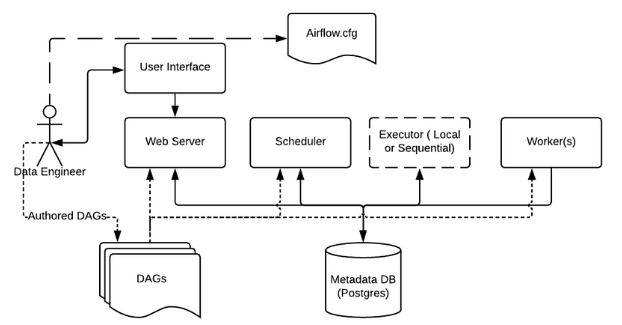 Airflow.cfg
User Interface
Web Server
Scheduler
Executor ( Local
or Sequential)
Worker(s)
Data Engineer
Authored DAGs
DAGs
Metadata DB
(Postgres)